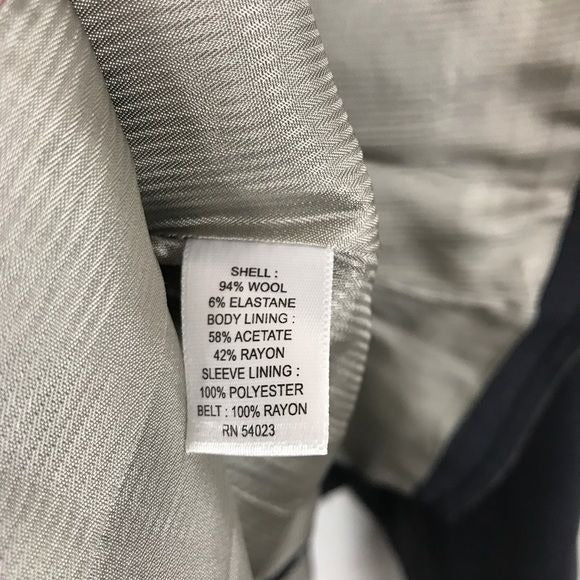 SHELL :
94% WOOL
6% ELASTANE
BODY LINING :
58% ACETATE
42% RAYON
SLEEVE LINING :
100% POLYESTER
BELT : 100% RAYON
RN 54023